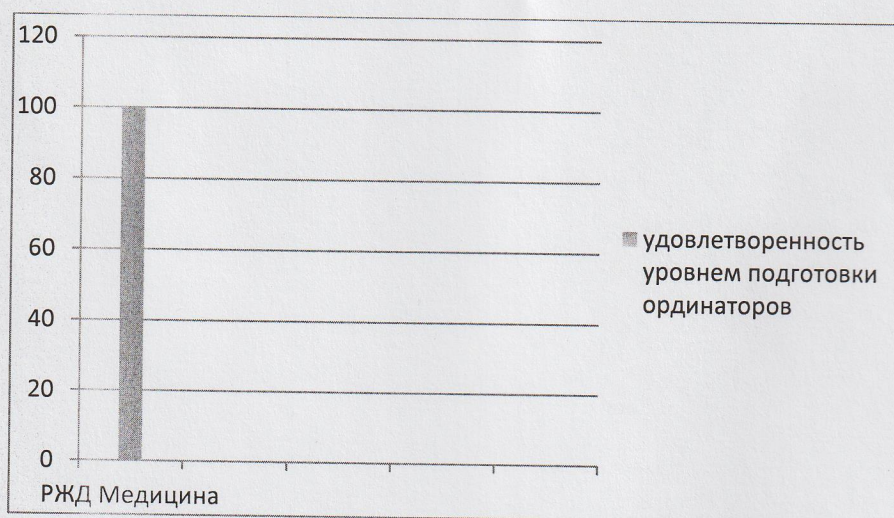 120
100
80
60
40
20
0
РЖД Медицина
удовлетворенность
уровнем подготовки
ординаторов